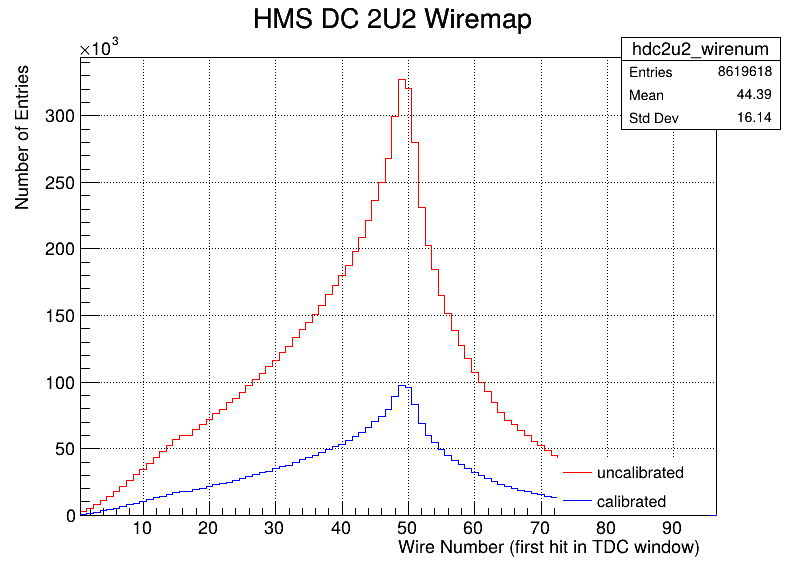 HMS DC 2U2 Wiremap
×10³
hdc2u2_wirenum
Entries 8619618
Mean 44.39
Std Dev 16.14
Number of Entries
300
250
200
150
100
50
0
uncalibrated
calibrated
10 20 30 40 50 60 70 80 90
Wire Number (first hit in TDC window)